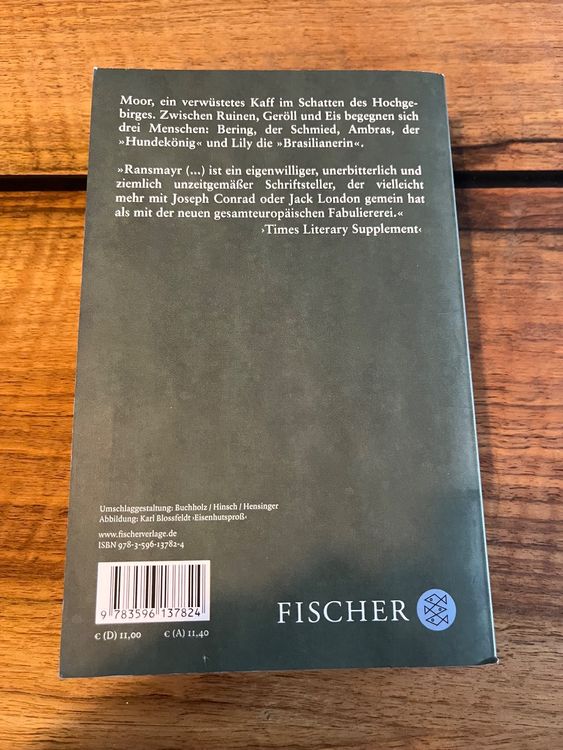 Moor, ein verwüstetes Kaff im Schatten des Hochge-
birges. Zwischen Ruinen, Geröll und Eis begegnen sich
drei Menschen: Bering, der Schmied, Ambras, der
»Hundekönig« und Lily die »Brasilianerin«.
»Ransmayr (...) ist ein eigenwilliger, unerbitterlich und
ziemlich unzeitgemäßer Schriftsteller, der vielleicht
mehr mit Joseph Conrad oder Jack London gemein hat
als mit der neuen gesamteuropäischen Fabuliererei.«
›Times Literary Supplement‹
Umschlaggestaltung: Buchholz / Hinsch / Hensinger
Abbildung: Karl Blossfeldt ›Eisenhutsproß‹
www.fischerverlage.de
ISBN 978-3-596-13782-4
9 783596 137824
€ (D) 11,00 € (A) 11,40
FISCHER